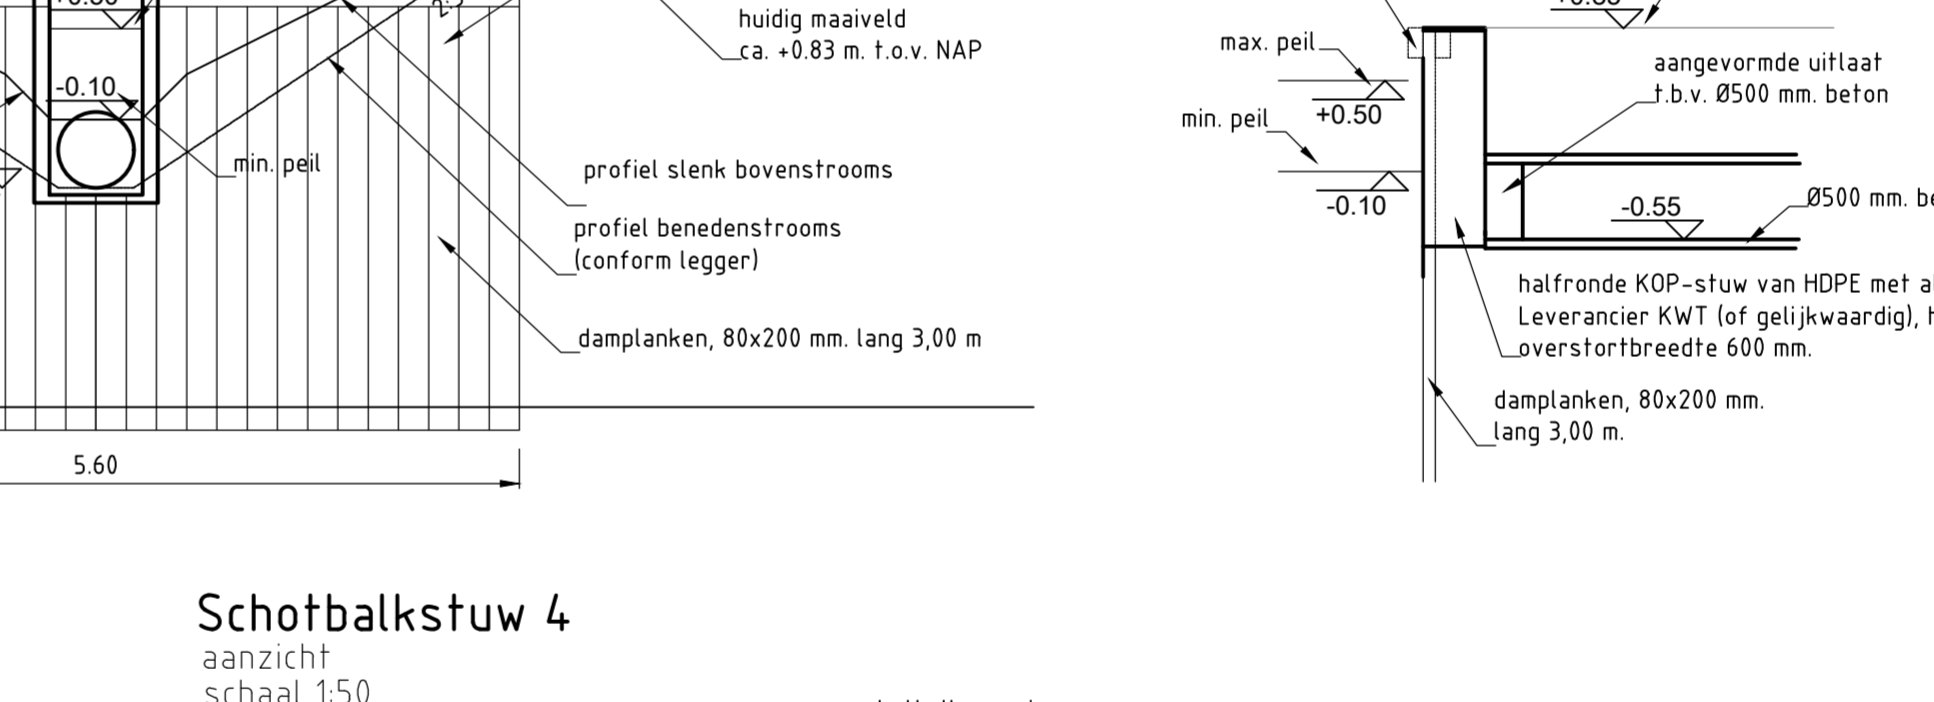 huidig maaiveld
ca. +0.83 m. t.o.v. NAP
-0.10
min. peil
profiel slenk bovenstrooms
profiel benedenstrooms
(conform legger)
damplanken, 80x200 mm. lang 3,00 m
5.60
max. peil
+0.50
min. peil
-0.10
aangevormde uitlaat
t.b.v. Ø500 mm. beton
-0.55
Ø500 mm.
halfronde KOP-stuw van HDPE met
Leverancier KWT (of gelijkwaardig),
overstortbreedte 600 mm.
damplanken, 80x200 mm.
lang 3,00 m.
Schotbalkstuw 4
aanzicht
schaal 1:50